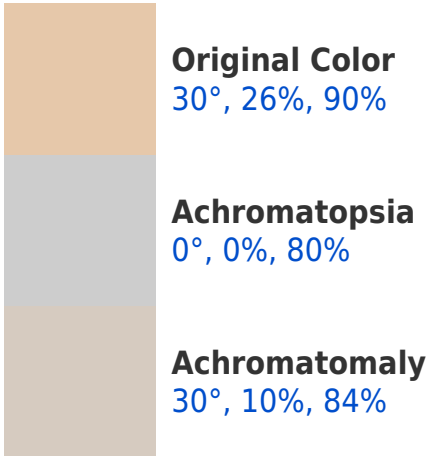 Original Color
30°, 26%, 90%
Achromatopsia
0°, 0%, 80%
Achromatomaly
30°, 10%, 84%